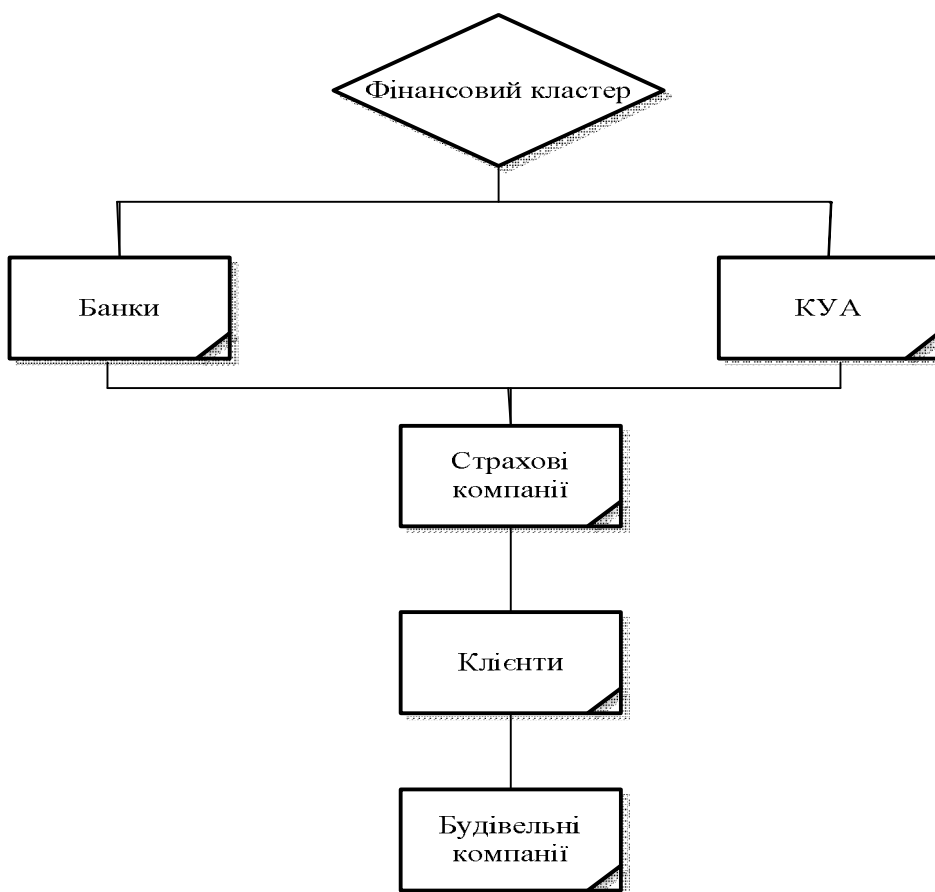 Фінансовий кластер
Банки
КУА
Страхові
компанії
Клієнти
Будівельні
компанії